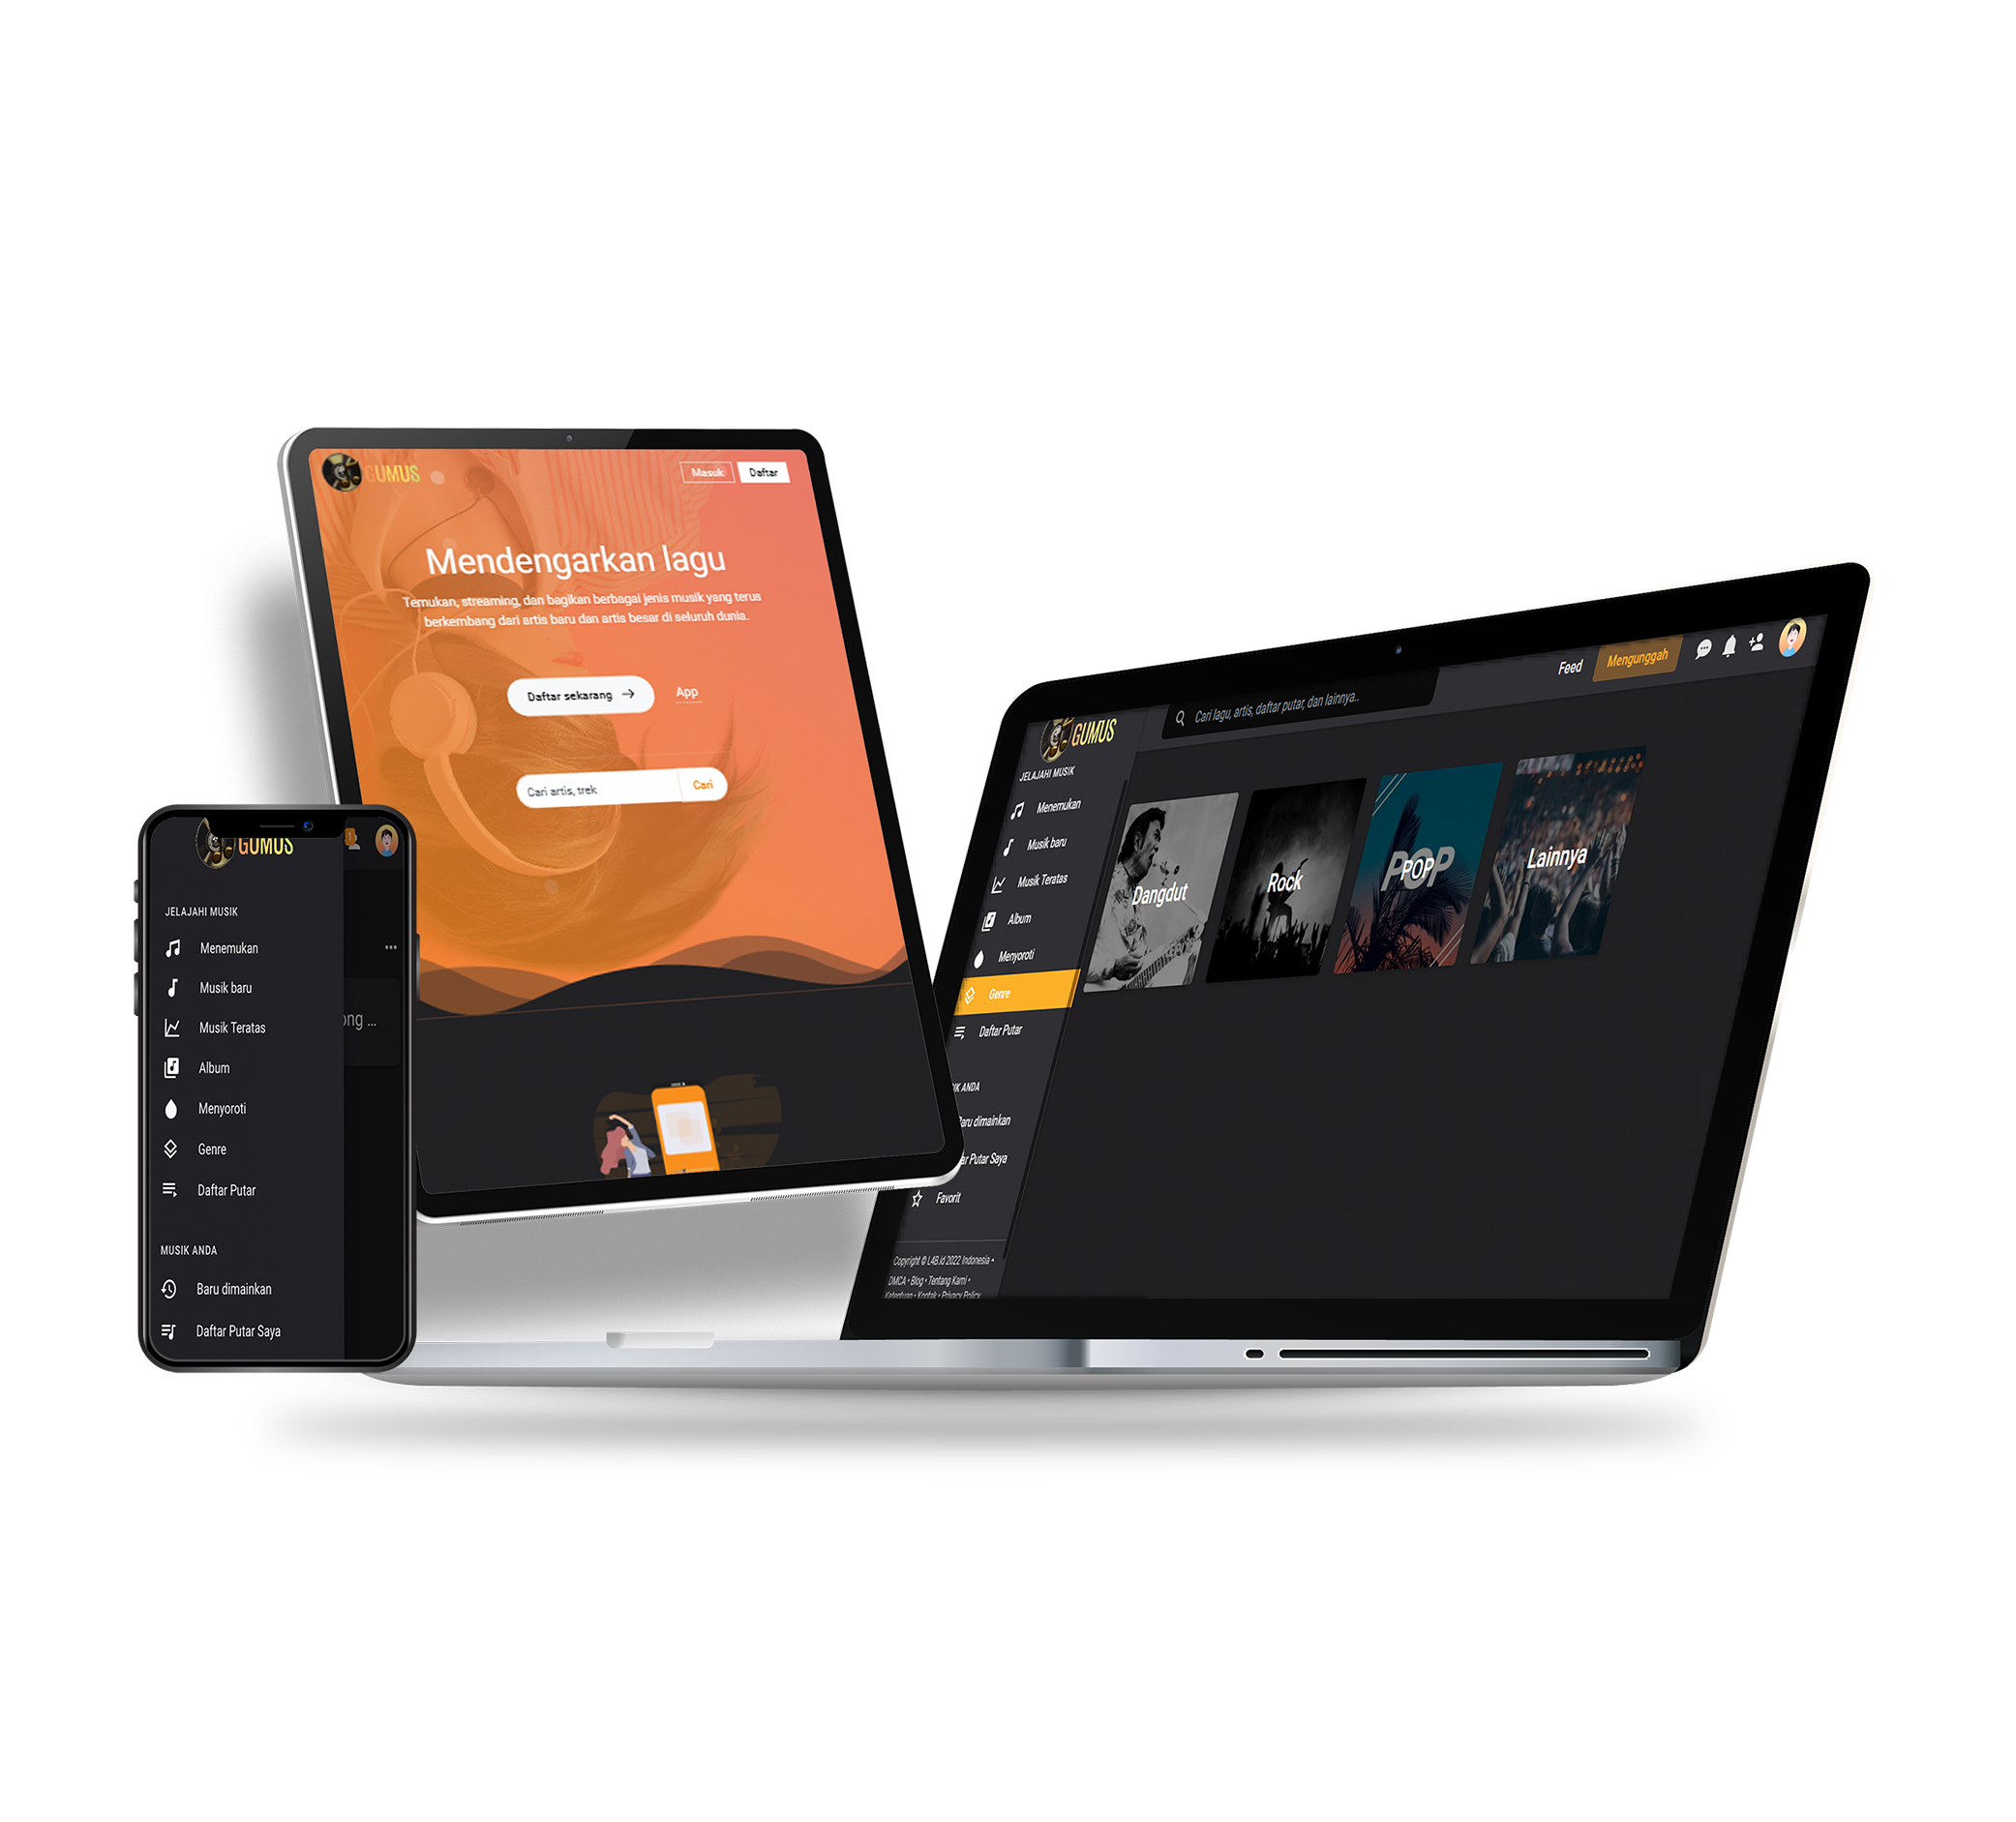 GUMUS
Masuk
Daftar
Mendengarkan lagu
Temukan, streaming, dan bagikan berbagai jenis musik yang terus
berkembang dari artis baru dan artis besar di seluruh dunia.
Daftar sekarang
App
Cari artis, trek
Cari
GUMUS
JELAJAHI MUSIK
Menemukan
Musik baru
Musik Teratas
Album
Menyoroti
Genre
Daftar Putar
MUSIK ANDA
Baru dimainkan
Daftar Putar Saya
ong ...
GUMUS
Cari lagu, artis, daftar putar, dan lainnya..
Feed
Mengunggah
JELAJAHI MUSIK
Menemukan
Musik baru
Musik Teratas
Album
Menyoroti
Genre
Daftar Putar
IK ANDA
Baru dimainkan
ar Putar Saya
Favorit
Copyright © L4B.id 2022 Indonesia •
DMCA • Blog • Tentang Kami •
Ketentuan • Kontak • Privacy Policy
Dangdut
Rock
POP
POP
Lainnya